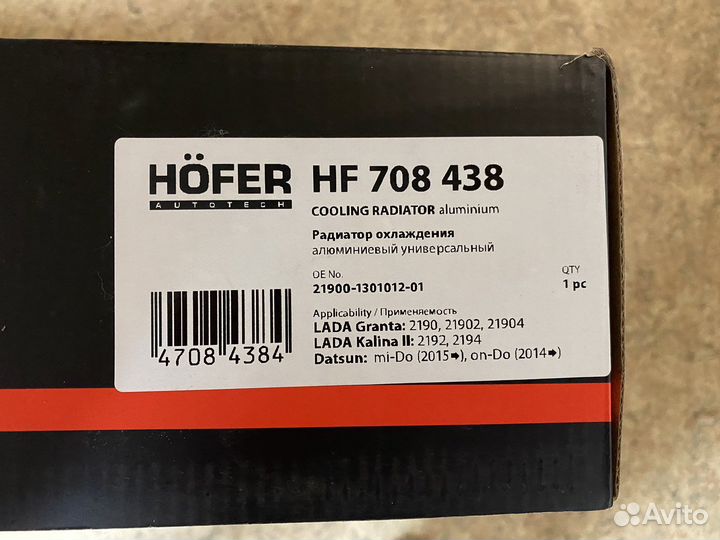 HÖFER
AUTOTECH
HF 708 438
COOLING RADIATOR aluminium
Радиатор охлаждения
алюминиевый универсальный
OE No.
21900-1301012-01
QTY
1 pc
Applicability / Применяемость
LADA Granta: 2190, 21902, 21904
LADA Kalina II: 2192, 2194
Datsun: mi-Do (2015➡), on-Do (2014➡)
4708 4384
Avito